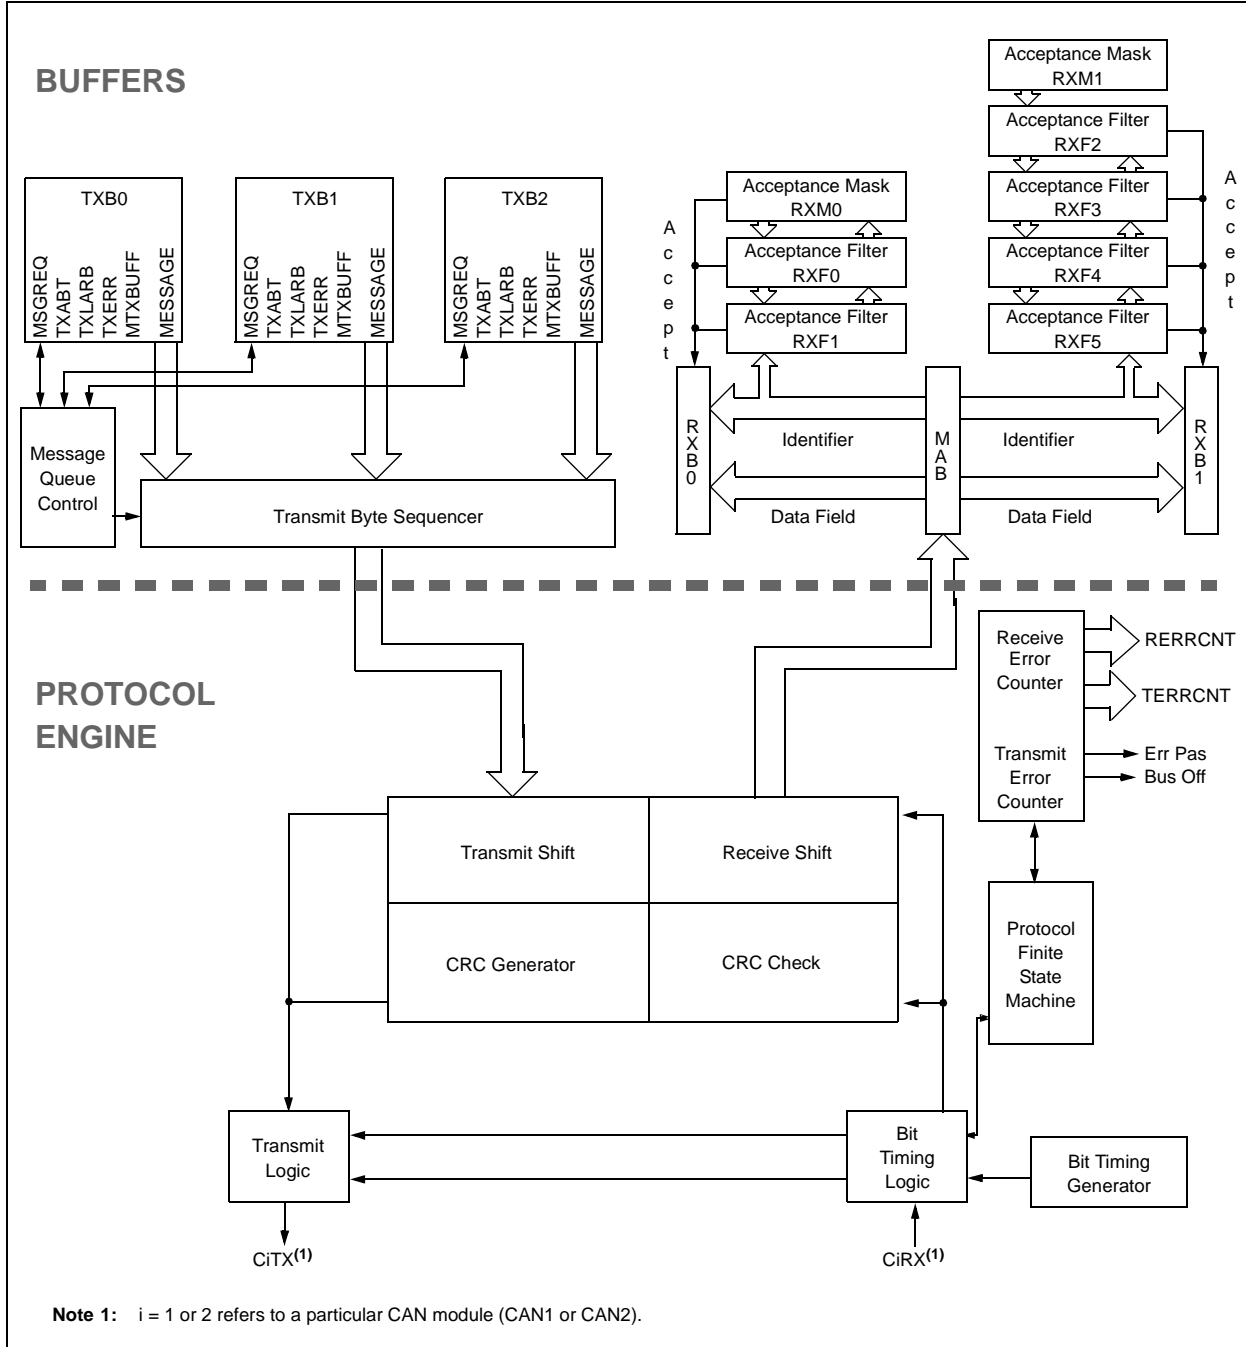 BUFFERS
Acceptance Mask
RXM1
Acceptance Filter
RXF2
Acceptance Filter
RXF3
Acceptance Filter
RXF4
Acceptance Filter
RXF5
Accept
Acceptance Mask
RXM0
Acceptance Filter
RXF0
Acceptance Filter
RXF1
Accept
TXB0
MSGREQ
TXABT
TXLARB
TXERR
MTXBUFF
MESSAGE
TXB1
MSGREQ
TXABT
TXLARB
TXERR
MTXBUFF
MESSAGE
TXB2
MSGREQ
TXABT
TXLARB
TXERR
MTXBUFF
MESSAGE
Message
Queue
Control
Transmit Byte Sequencer
RXB0
Identifier
Data Field
MAB
Identifier
Data Field
RXB1
PROTOCOL
ENGINE
Receive
Error
Counter
Transmit
Error
Counter
RERRCNT
TERRCNT
Err Pas
Bus Off
Transmit Shift
Receive Shift
CRC Generator
CRC Check
Protocol
Finite
State
Machine
Transmit
Logic
Bit
Timing
Logic
Bit Timing
Generator
CiTX(1)
CiRX(1)
Note 1: i = 1 or 2 refers to a particular CAN module (CAN1 or CAN2).